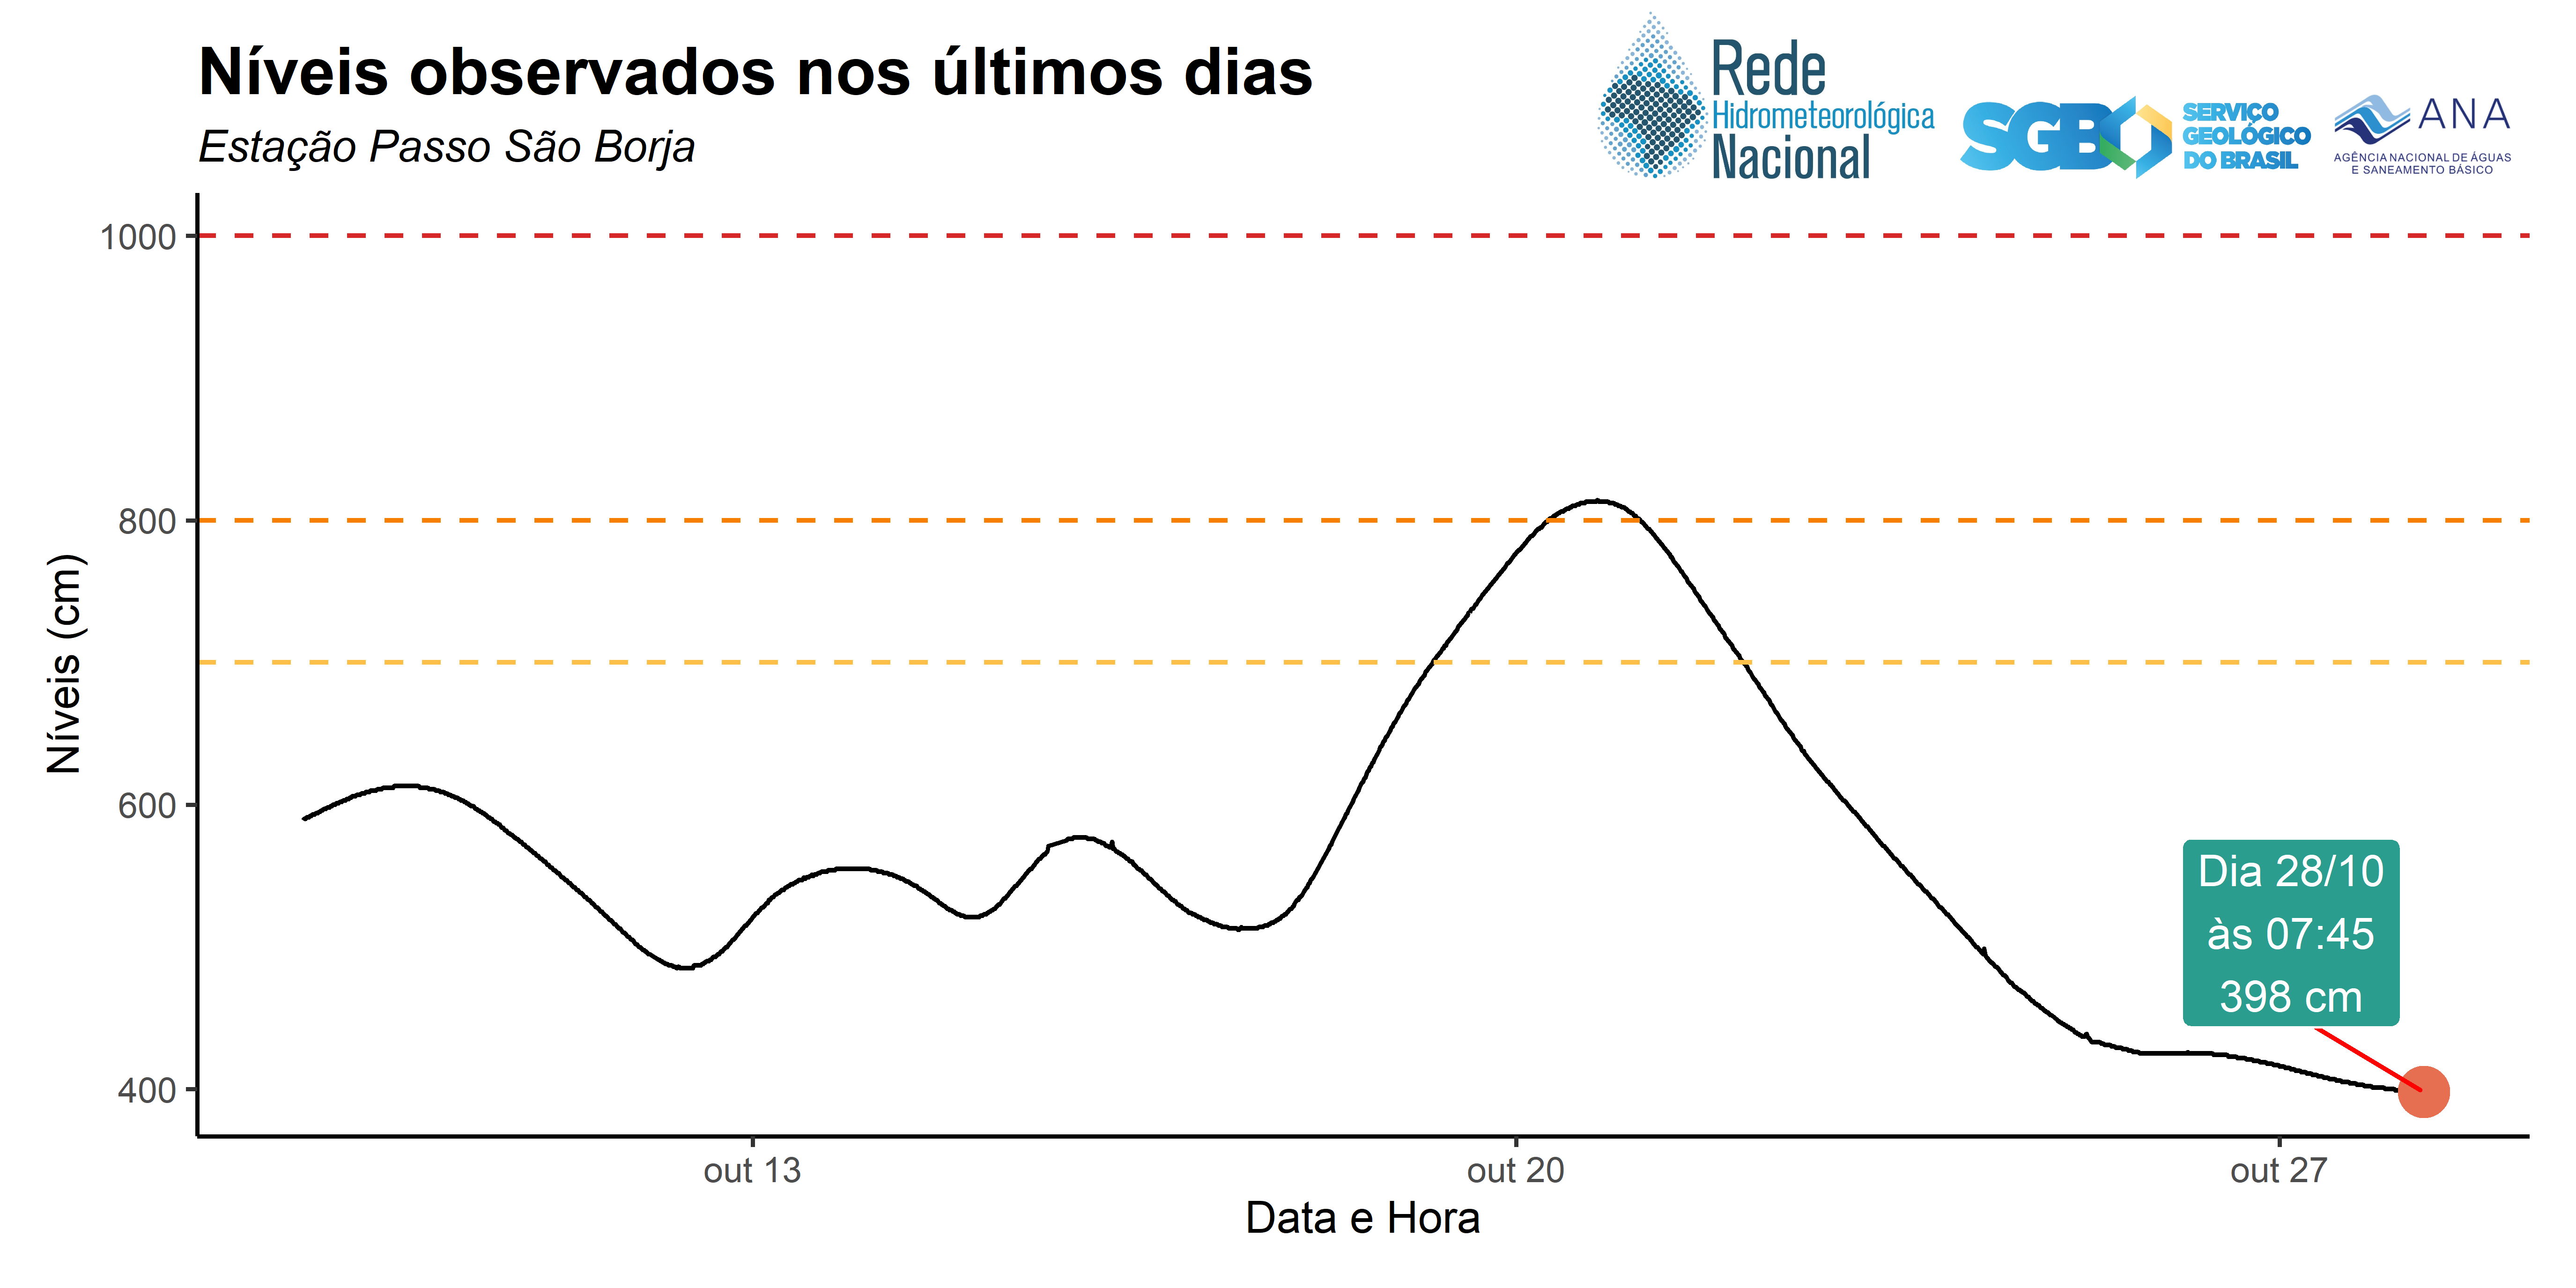 Níveis observados nos últimos dias
Estação Passo São Borja
Rede
Hidrometeorológica
Nacional
SGB
SERVIÇO
GEOLÓGICO
DO BRASIL
ANA
AGÊNCIA NACIONAL DE ÁGUAS
E SANEAMENTO BÁSICO
Níveis (cm)
1000
800
600
400
Dia 28/10
às 07:45
398 cm
out 13
out 20
out 27
Data e Hora